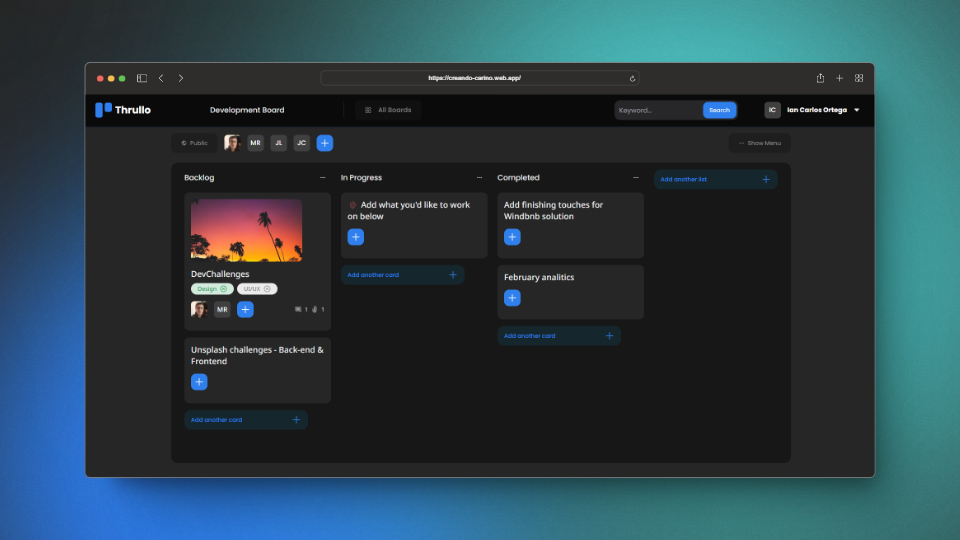 https://creando-carino.web.app/
Thrullo
Development Board
All Boards
Keyword...
Search
IC
Ian Carlos Ortega
Public
MR
JL
JC
+
··· Show Menu
Backlog
...
DevChallenges
Design
UI/UX
MR
+
1
1
Unsplash challenges - Back-end &
Frontend
+
Add another card +
In Progress
...
Add what you'd like to work
on below
+
Add another card +
Completed
...
Add finishing touches for
Windbnb solution
+
February analitics
+
Add another card +
Add another list +